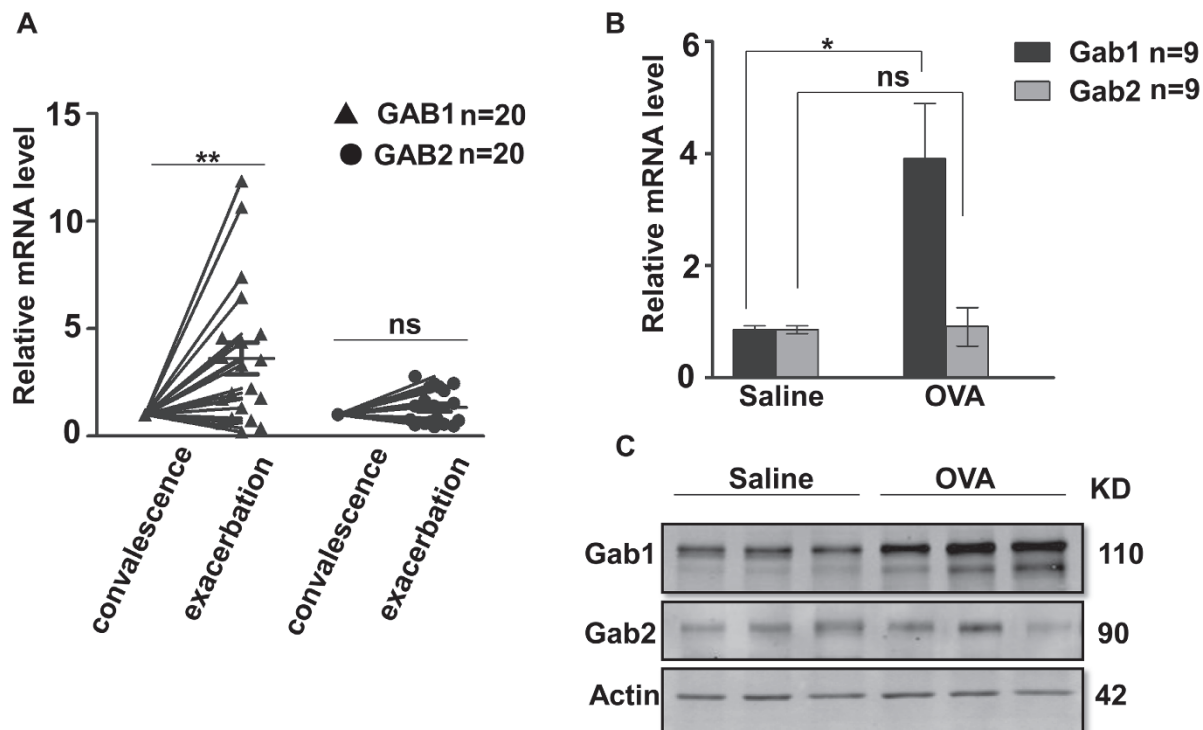 A
Relative mRNA level
15
10
5
0
**
ns
GAB1 n=20
GAB2 n=20
convalescence
exacerbation
convalescence
exacerbation
B
Relative mRNA level
6
4
2
0
*
ns
Gab1 n=9
Gab2 n=9
Saline
OVA
C
Saline OVA KD
Gab1 110
Gab2 90
Actin 42